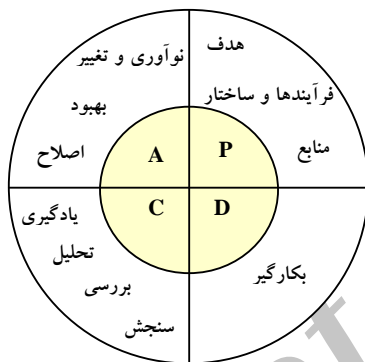 هدف
فرآیندها و ساختار
منابع
نوآوری و تغییر
بهبود
اصلاح
A
P
C
D
یادگیری
تحلیل
بررسی
سنجش
بکارگیر